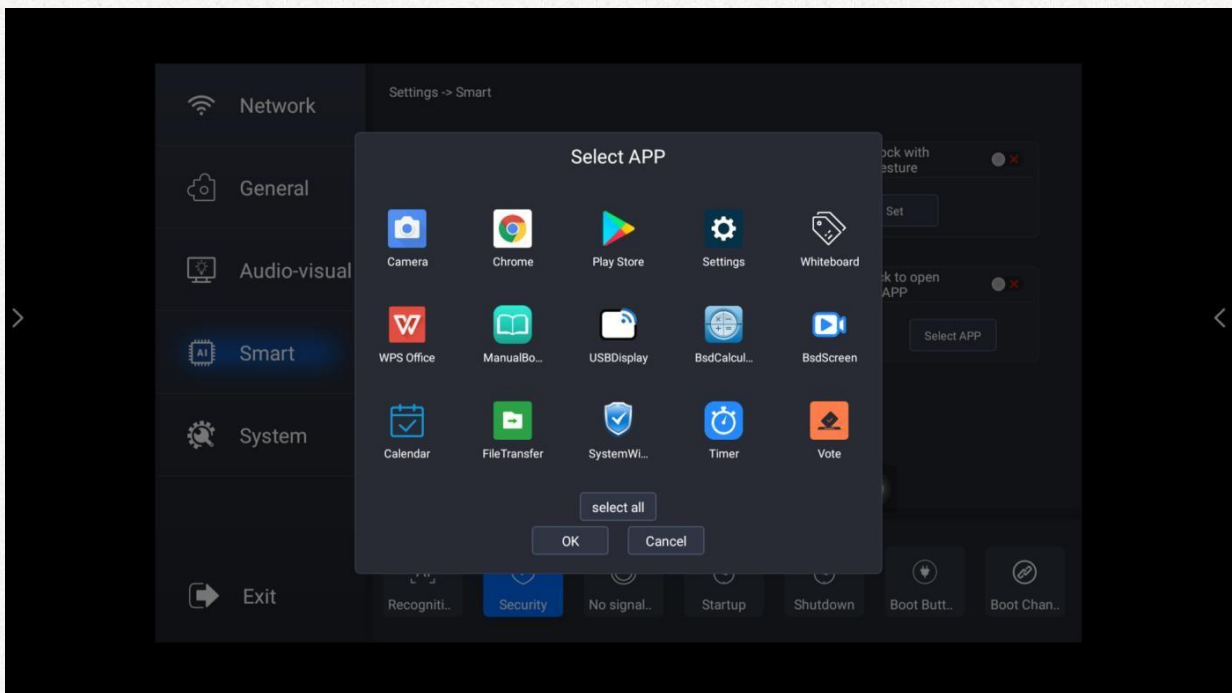 Network
Settings -> Smart
Select APP
General
Set
Camera
Chrome
Play Store
Settings
Whiteboard
Audio-visual
to open
APP
Select APP
AI
Smart
WPS Office
ManualBo...
USBDisplay
BsdCalcul...
BsdScreen
System
Calendar
FileTransfer
SystemWi...
Timer
Vote
select all
OK
Cancel
Exit
Recogniti..
Security
No signal..
Startup
Shutdown
Boot Butt..
Boot Chan..
with